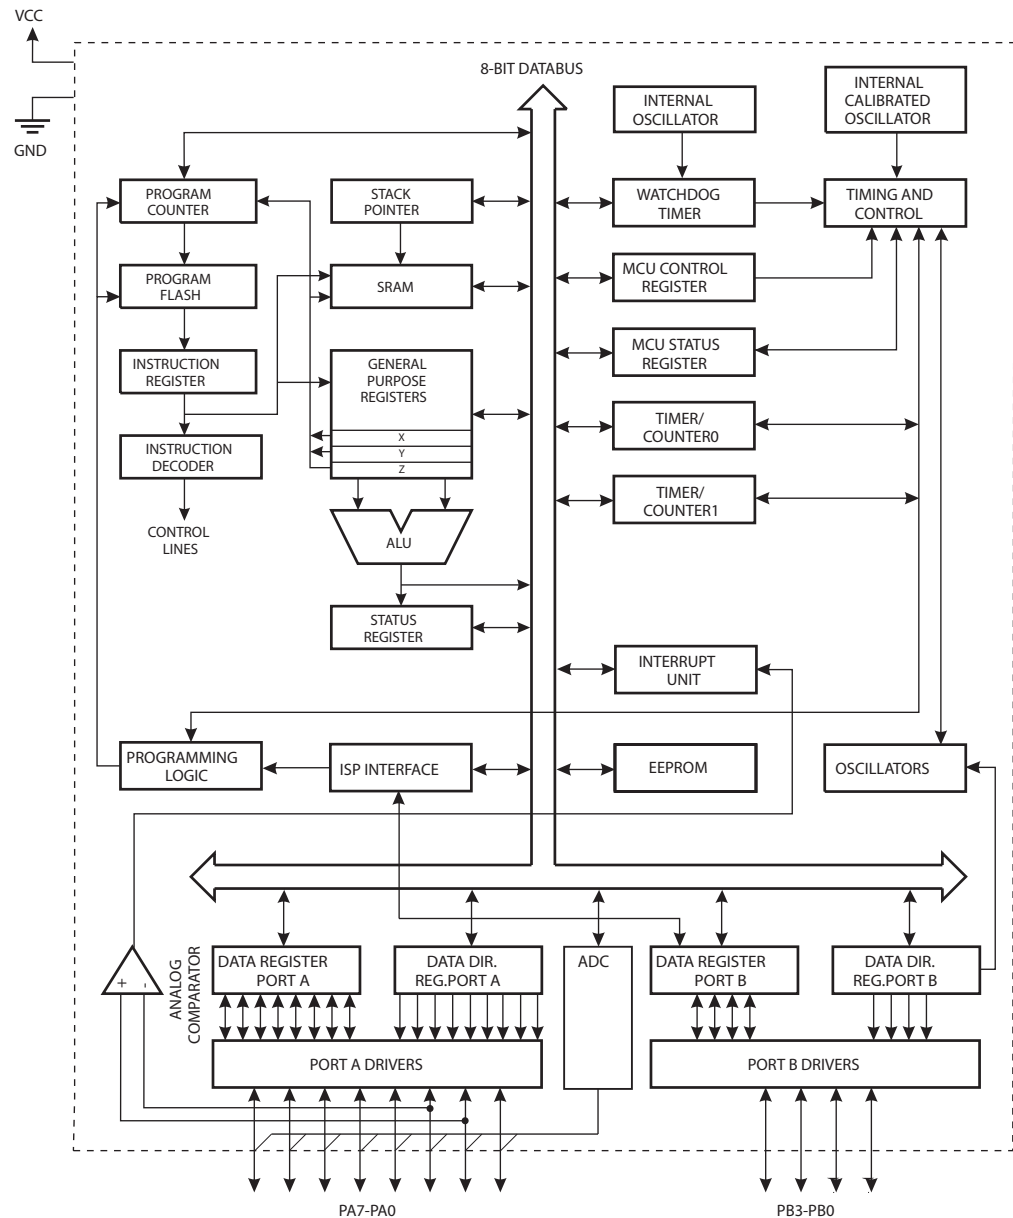 VCC
8-BIT DATABUS
GND
INTERNAL
OSCILLATOR
INTERNAL
CALIBRATED
OSCILLATOR
PROGRAM
COUNTER
STACK
POINTER
WATCHDOG
TIMER
TIMING AND
CONTROL
PROGRAM
FLASH
SRAM
MCU CONTROL
REGISTER
INSTRUCTION
REGISTER
GENERAL
PURPOSE
REGISTERS
X
Y
Z
MCU STATUS
REGISTER
INSTRUCTION
DECODER
TIMER/
COUNTER0
CONTROL
LINES
ALU
TIMER/
COUNTER1
STATUS
REGISTER
INTERRUPT
UNIT
PROGRAMMING
LOGIC
ISP INTERFACE
EEPROM
OSCILLATORS
ANALOG
COMPARATOR
+
-
DATA REGISTER
PORT A
DATA DIR.
REG.PORT A
ADC
DATA REGISTER
PORT B
DATA DIR.
REG.PORT B
PORT A DRIVERS
PORT B DRIVERS
PA7-PA0
PB3-PB0